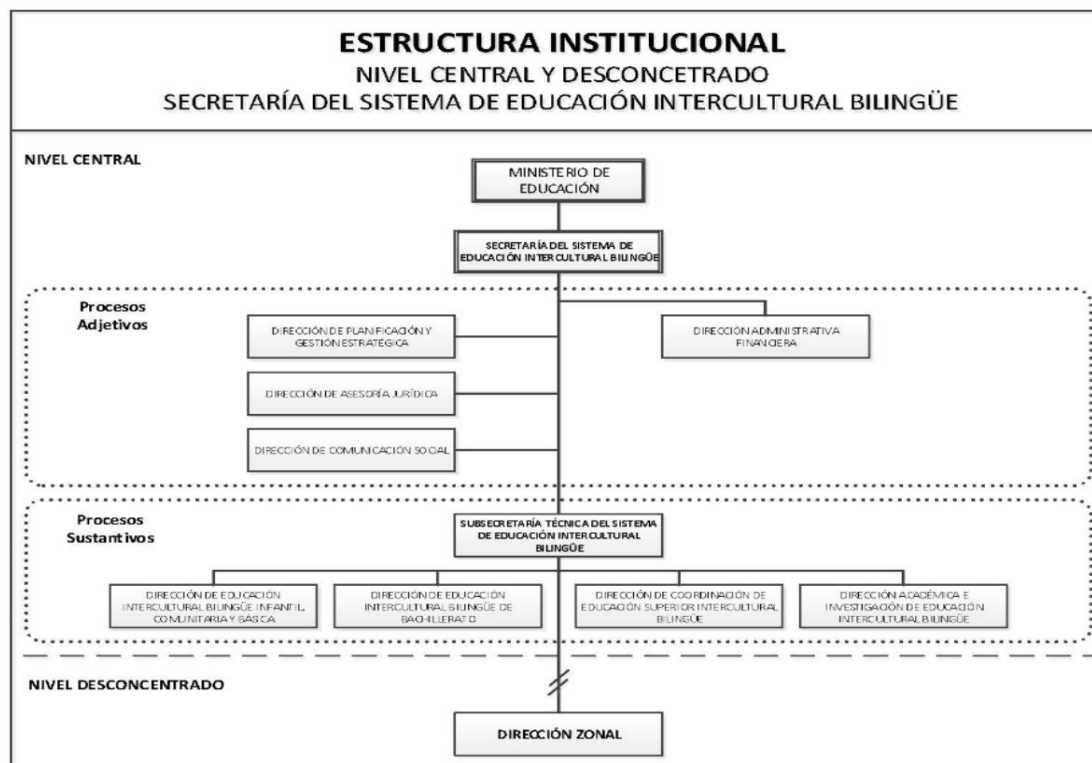 ESTRUCTURA INSTITUCIONAL
NIVEL CENTRAL Y DESCONCETRADO
SECRETARÍA DEL SISTEMA DE EDUCACIÓN INTERCULTURAL BILINGÜE
NIVEL CENTRAL
MINISTERIO DE
EDUCACIÓN
SECRETARÍA DEL SISTEMA DE
EDUCACIÓN INTERCULTURAL BILINGÜE
Procesos
Adjetivos
DIRECCIÓN DE PLANIFICACIÓN Y
GESTIÓN ESTRATÉGICA
DIRECCIÓN ADMINISTRATIVA
FINANCIERA
DIRECCIÓN DE ASESORÍA JURÍDICA
DIRECCIÓN DE COMUNICACIÓN SOCIAL
Procesos
Sustantivos
SUBSECRETARÍA TÉCNICA DEL SISTEMA
DE EDUCACIÓN INTERCULTURAL
BILINGÜE
DIRECCIÓN DE EDUCACIÓN
INTERCULTURAL BILINGÜE INFANTIL,
COMUNITARIA Y BÁSICA
DIRECCIÓN DE EDUCACIÓN
INTERCULTURAL BILINGÜE DE
BACHILLERATO
DIRECCIÓN DE COORDINACIÓN DE
EDUCACIÓN SUPERIOR INTERCULTURAL
BILINGÜE
DIRECCIÓN ACADÉMICA E
INVESTIGACIÓN DE EDUCACIÓN
INTERCULTURAL BILINGÜE
NIVEL DESCONCENTRADO
DIRECCIÓN ZONAL